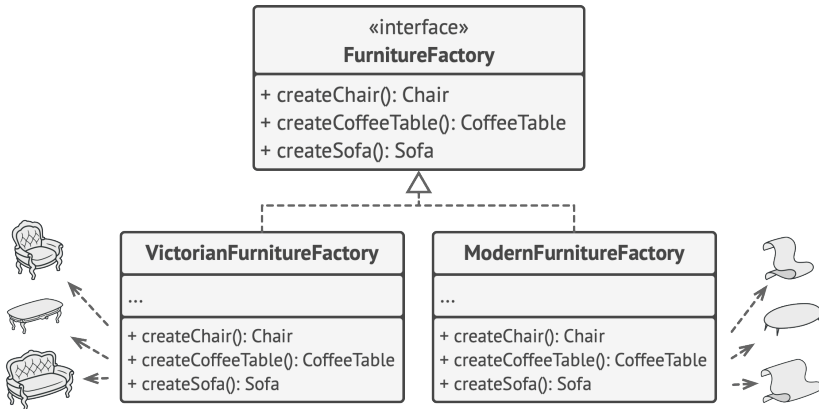 «interface»
FurnitureFactory
+ createChair(): Chair
+ createCoffeeTable(): CoffeeTable
+ createSofa(): Sofa
VictorianFurnitureFactory
...
+ createChair(): Chair
+ createCoffeeTable(): CoffeeTable
+ createSofa(): Sofa
ModernFurnitureFactory
...
+ createChair(): Chair
+ createCoffeeTable(): CoffeeTable
+ createSofa(): Sofa